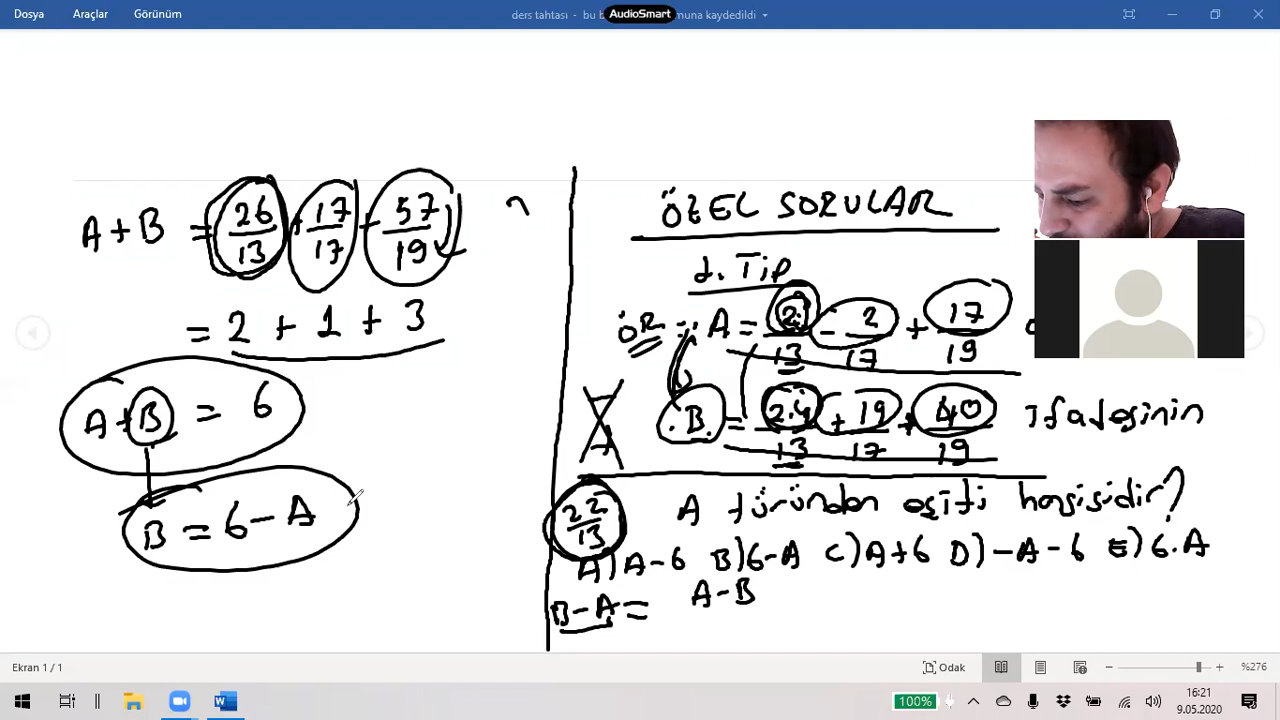 Dosya Araçlar Görünüm
AudioSmart
ders tahtası - bu b muna kaydedildi
A+B = 26/13 + 17/17 + 57/19
= 2 + 1 + 3
A+B = 6
B = 6 - A
ÖZEL SORULAR
1. Tip
ÖR : A = 2/13 - 2/17 + 17/19
B = 24/13 + 19/17 + 40/19 ifadesinin
A türünden eşiti hangisidir?
22/13
A) A-6 B) 6-A C) A+6 D) -A-6 E) 6.A
B-A = A-B
Ekran 1 / 1
Odak
%276
100%
16:21
9.05.2020